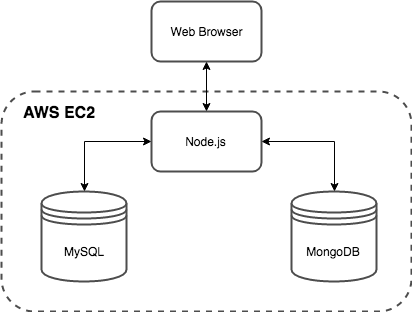 Web Browser
AWS EC2
Node.js
MySQL
MongoDB